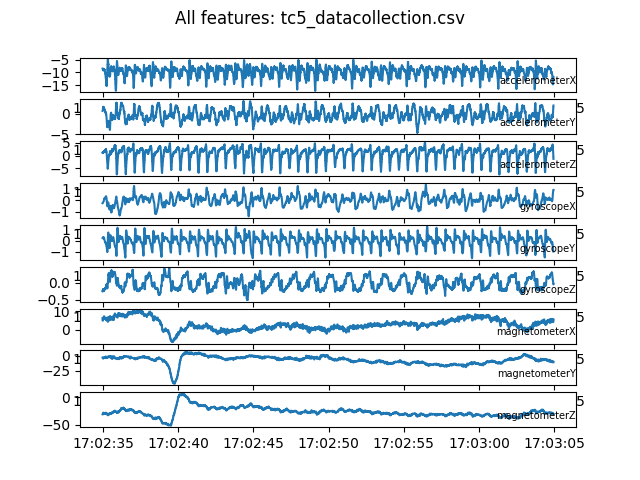 All features: tc5_datacollection.csv
−5
−10
−15
accelerometerX
0
−5
accelerometerY
5
0
−5
accelerometerZ
1
0
−1
gyroscopeX
1
0
−1
gyroscopeY
0.0
−0.5
gyroscopeZ
10
0
magnetometerX
0
−25
magnetometerY
0
−50
magnetometerZ
17:02:35 17:02:40 17:02:45 17:02:50 17:02:55 17:03:00 17:03:05